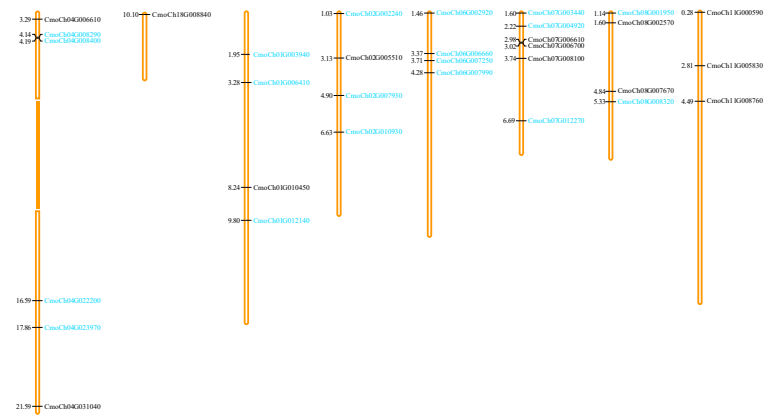 3.29 CmoCh04G006610
4.14 CmoCh04G008290
4.19 CmoCh04G008400
16.59 CmoCh04G022200
17.86 CmoCh04G023970
21.59 CmoCh04G031040
10.10 CmoCh18G008840
1.95 CmoCh01G003940
3.28 CmoCh01G006410
8.24 CmoCh01G010450
9.80 CmoCh01G012140
1.03 CmoCh02G002240
3.13 CmoCh02G005510
4.90 CmoCh02G007930
6.63 CmoCh02G010930
1.46 CmoCh06G002920
3.37 CmoCh06G006660
3.71 CmoCh06G007250
4.28 CmoCh06G007990
1.60 CmoCh07G003440
2.22 CmoCh07G004920
2.98 CmoCh07G006610
3.02 CmoCh07G006700
3.74 CmoCh07G008100
6.69 CmoCh07G012270
1.14 CmoCh08G001950
1.60 CmoCh08G002570
4.84 CmoCh08G007670
5.33 CmoCh08G008320
0.28 CmoCh11G000590
2.81 CmoCh11G005830
4.49 CmoCh11G008760